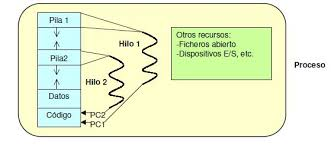 Pila 1
Hilo 1
Pila2
Hilo 2
Datos
Código
PC2
PC1
Otros recursos:
-Ficheros abierto
-Dispositivos E/S, etc.
Proceso